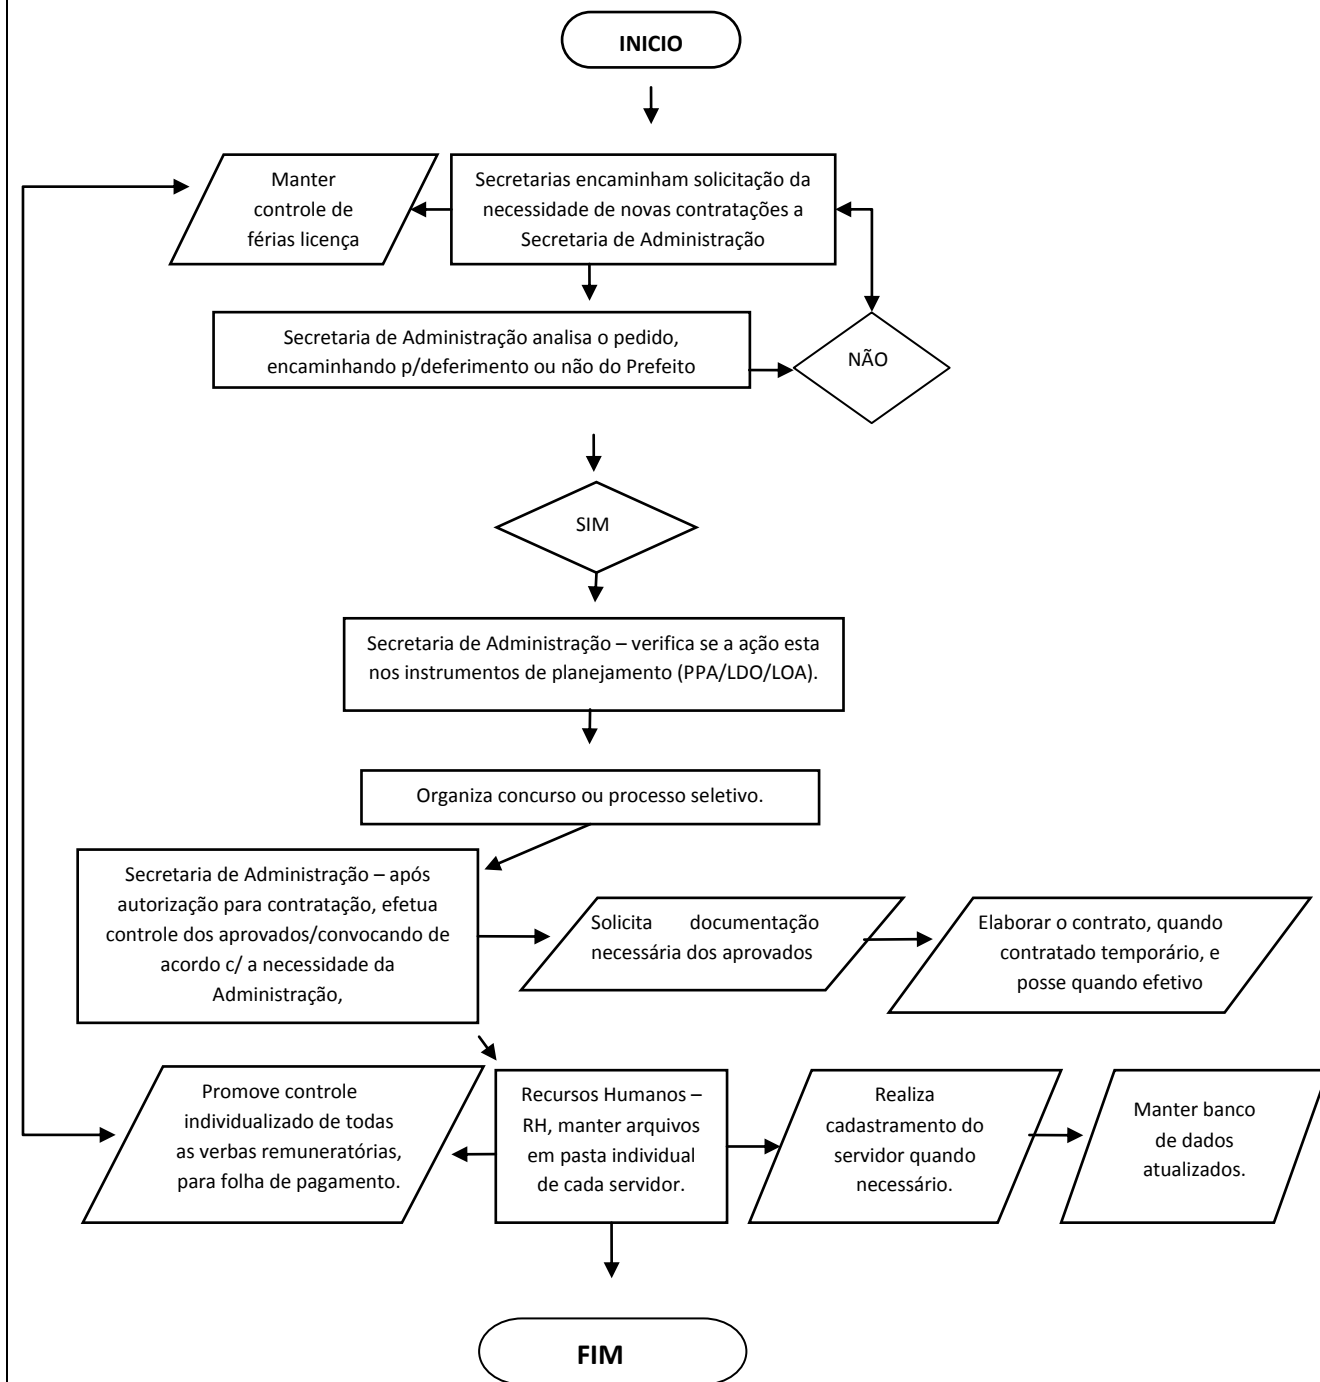 INICIO
Manter
controle de
férias licença
Secretarias encaminham solicitação da
necessidade de novas contratações a
Secretaria de Administração
Secretaria de Administração analisa o pedido,
encaminhando p/deferimento ou não do Prefeito
NÃO
SIM
Secretaria de Administração – verifica se a ação esta
nos instrumentos de planejamento (PPA/LDO/LOA).
Organiza concurso ou processo seletivo.
Secretaria de Administração – após
autorização para contratação, efetua
controle dos aprovados/convocando de
acordo c/ a necessidade da
Administração,
Solicita documentação
necessária dos aprovados
Elaborar o contrato, quando
contratado temporário, e
posse quando efetivo
Promove controle
individualizado de todas
as verbas remuneratórias,
para folha de pagamento.
Recursos Humanos –
RH, manter arquivos
em pasta individual
de cada servidor.
Realiza
cadastramento do
servidor quando
necessário.
Manter banco
de dados
atualizados.
FIM